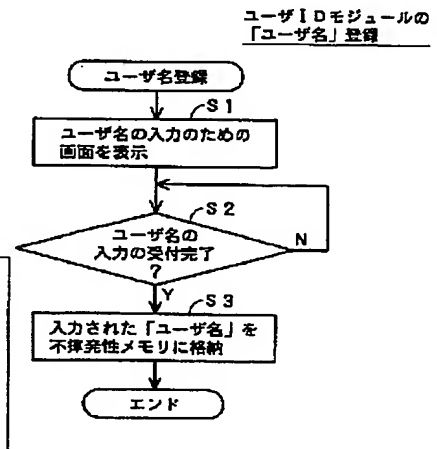 ユーザIDモジュールの
「ユーザ名」登録
ユーザ名登録
S1
ユーザ名の入力のための
画面を表示
S2
ユーザ名の
入力の受付完了
?
N
Y
S3
入力された「ユーザ名」を
不揮発性メモリに格納
エンド